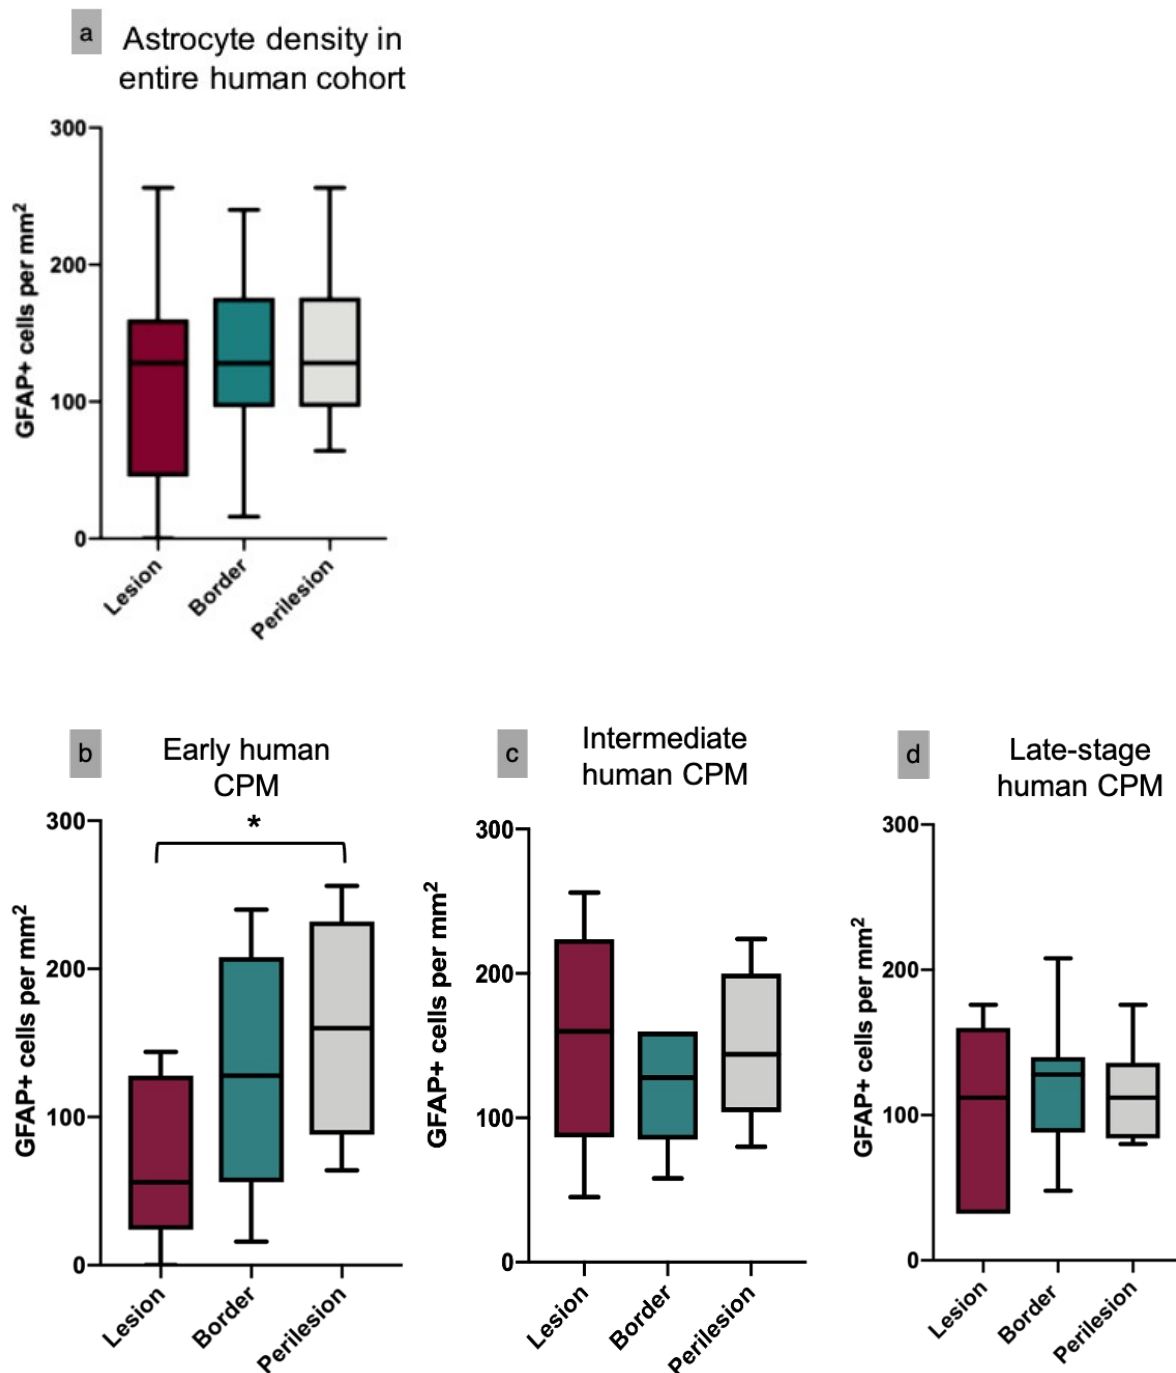 a
Astrocyte density in
entire human cohort
GFAP+ cells per mm²
300
200
100
0
Lesion
Border
Perilesion
b
Early human
CPM
*
GFAP+ cells per mm²
300
200
100
0
Lesion
Border
Perilesion
c
Intermediate
human CPM
GFAP+ cells per mm²
300
200
100
0
Lesion
Border
Perilesion
d
Late-stage
human CPM
GFAP+ cells per mm²
300
200
100
0
Lesion
Border
Perilesion